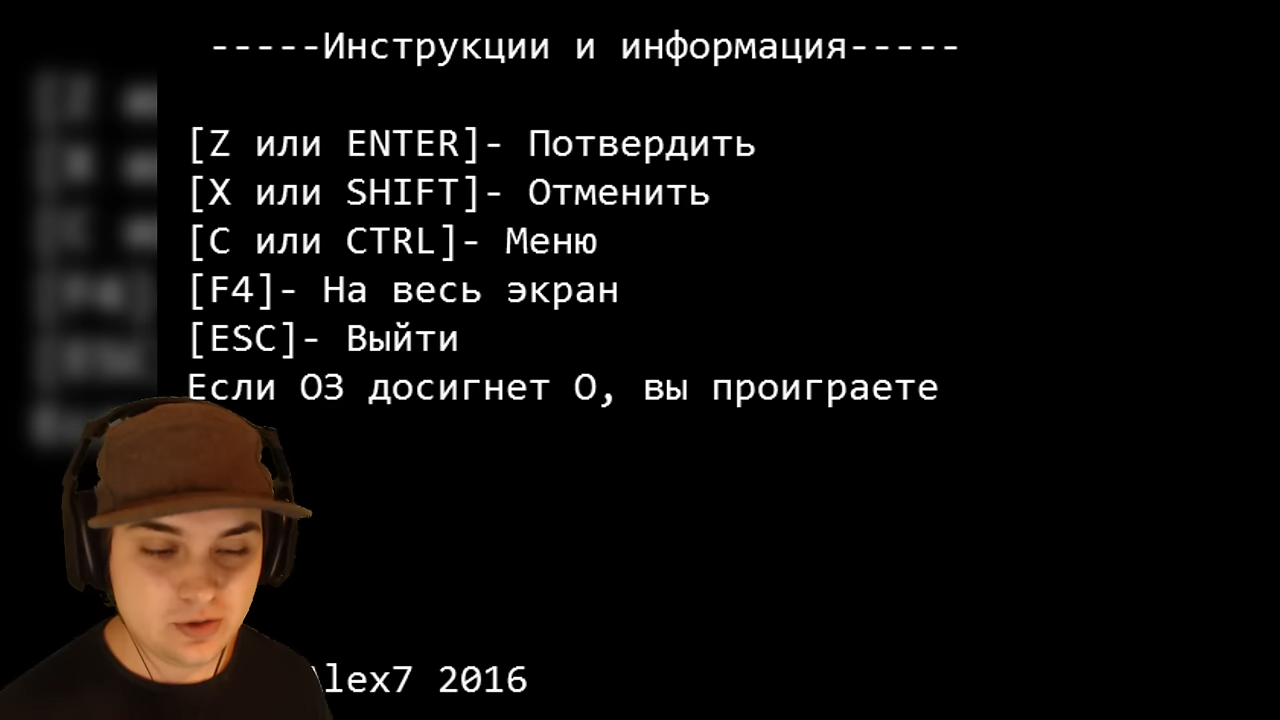 -----Инструкции и информация-----
[Z или ENTER]- Потвердить
[X или SHIFT]- Отменить
[C или CTRL]- Меню
[F4]- На весь экран
[ESC]- Выйти
Если ОЗ досигнет 0, вы проиграете
Alex7 2016